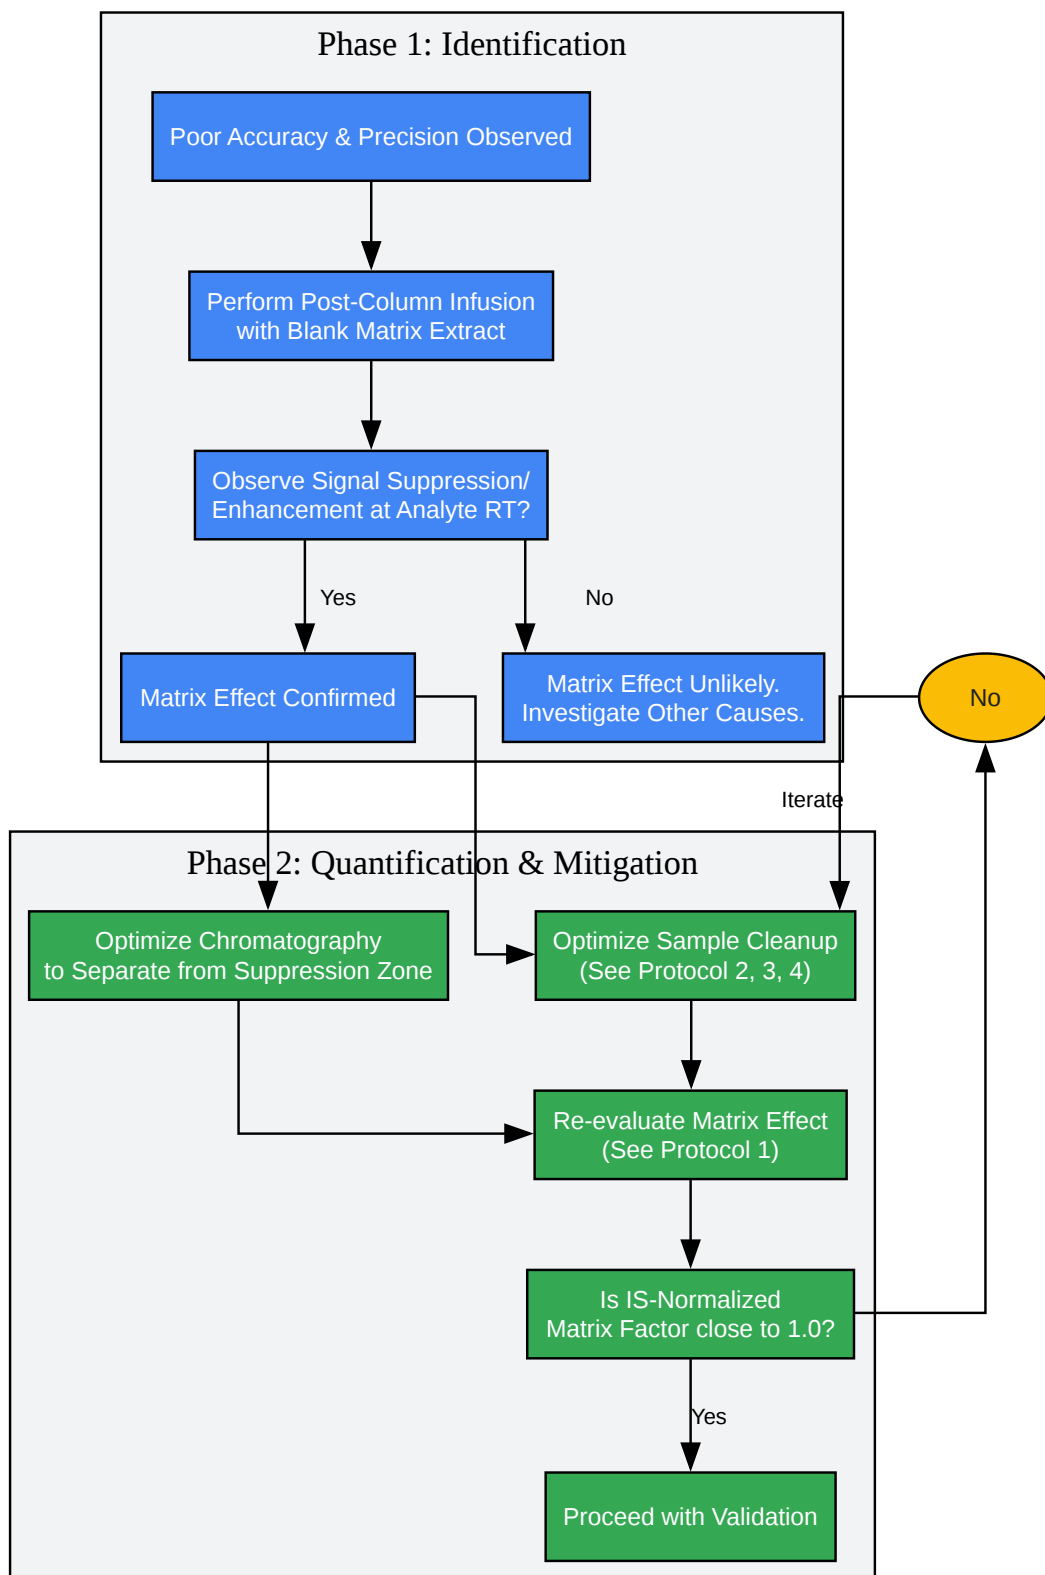 Phase 1: Identification
Poor Accuracy & Precision Observed
Perform Post-Column Infusion
with Blank Matrix Extract
Observe Signal Suppression/
Enhancement at Analyte RT?
Yes
No
Matrix Effect Confirmed
Matrix Effect Unlikely.
Investigate Other Causes.
No
Iterate
Phase 2: Quantification & Mitigation
Optimize Chromatography
to Separate from Suppression Zone
Optimize Sample Cleanup
(See Protocol 2, 3, 4)
Re-evaluate Matrix Effect
(See Protocol 1)
Is IS-Normalized
Matrix Factor close to 1.0?
Yes
Proceed with Validation